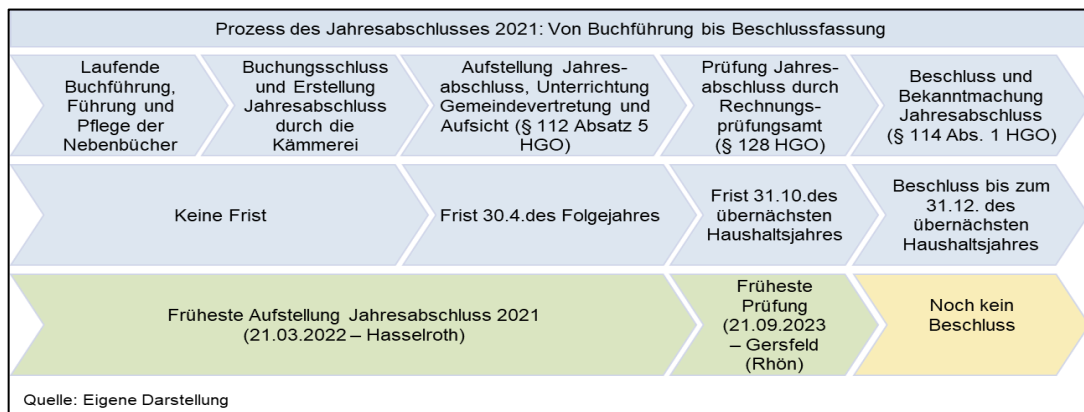 Prozess des Jahresabschlusses 2021: Von Buchführung bis Beschlussfassung
Laufende
Buchführung,
Führung und
Pflege der
Nebenbücher
Buchungsschluss
und Erstellung
Jahresabschluss
durch die
Kämmerei
Aufstellung Jahres-
abschluss, Unterrichtung
Gemeindevertretung und
Aufsicht (§ 112 Absatz 5
HGO)
Prüfung Jahres-
abschluss durch
Rechnungs-
prüfungsamt
(§ 128 HGO)
Beschluss und
Bekanntmachung
Jahresabschluss
(§ 114 Abs. 1 HGO)
Keine Frist
Frist 30.4.des Folgejahres
Frist 31.10.des
übernächsten
Haushaltsjahres
Beschluss bis zum
31.12. des
übernächsten
Haushaltsjahres
Früheste Aufstellung Jahresabschluss 2021
(21.03.2022 – Hasselroth)
Früheste
Prüfung
(21.09.2023
– Gersfeld
(Rhön)
Noch kein
Beschluss
Quelle: Eigene Darstellung